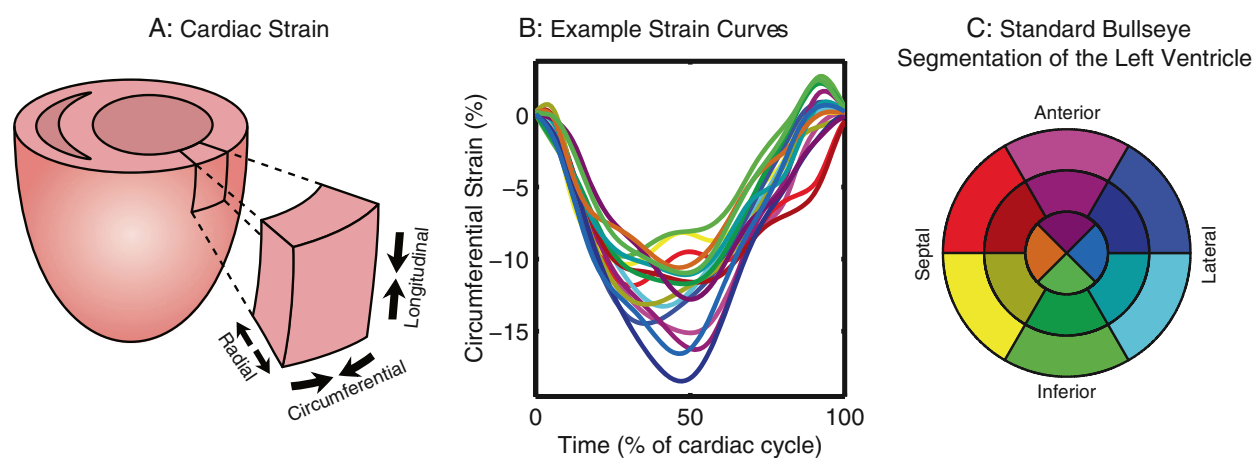 A: Cardiac Strain
Longitudinal
Radial
Circumferential
B: Example Strain Curves
Circumferential Strain (%)
0
−5
−10
−15
0
50
100
Time (% of cardiac cycle)
C: Standard Bullseye
Segmentation of the Left Ventricle
Anterior
Septal
Lateral
Inferior